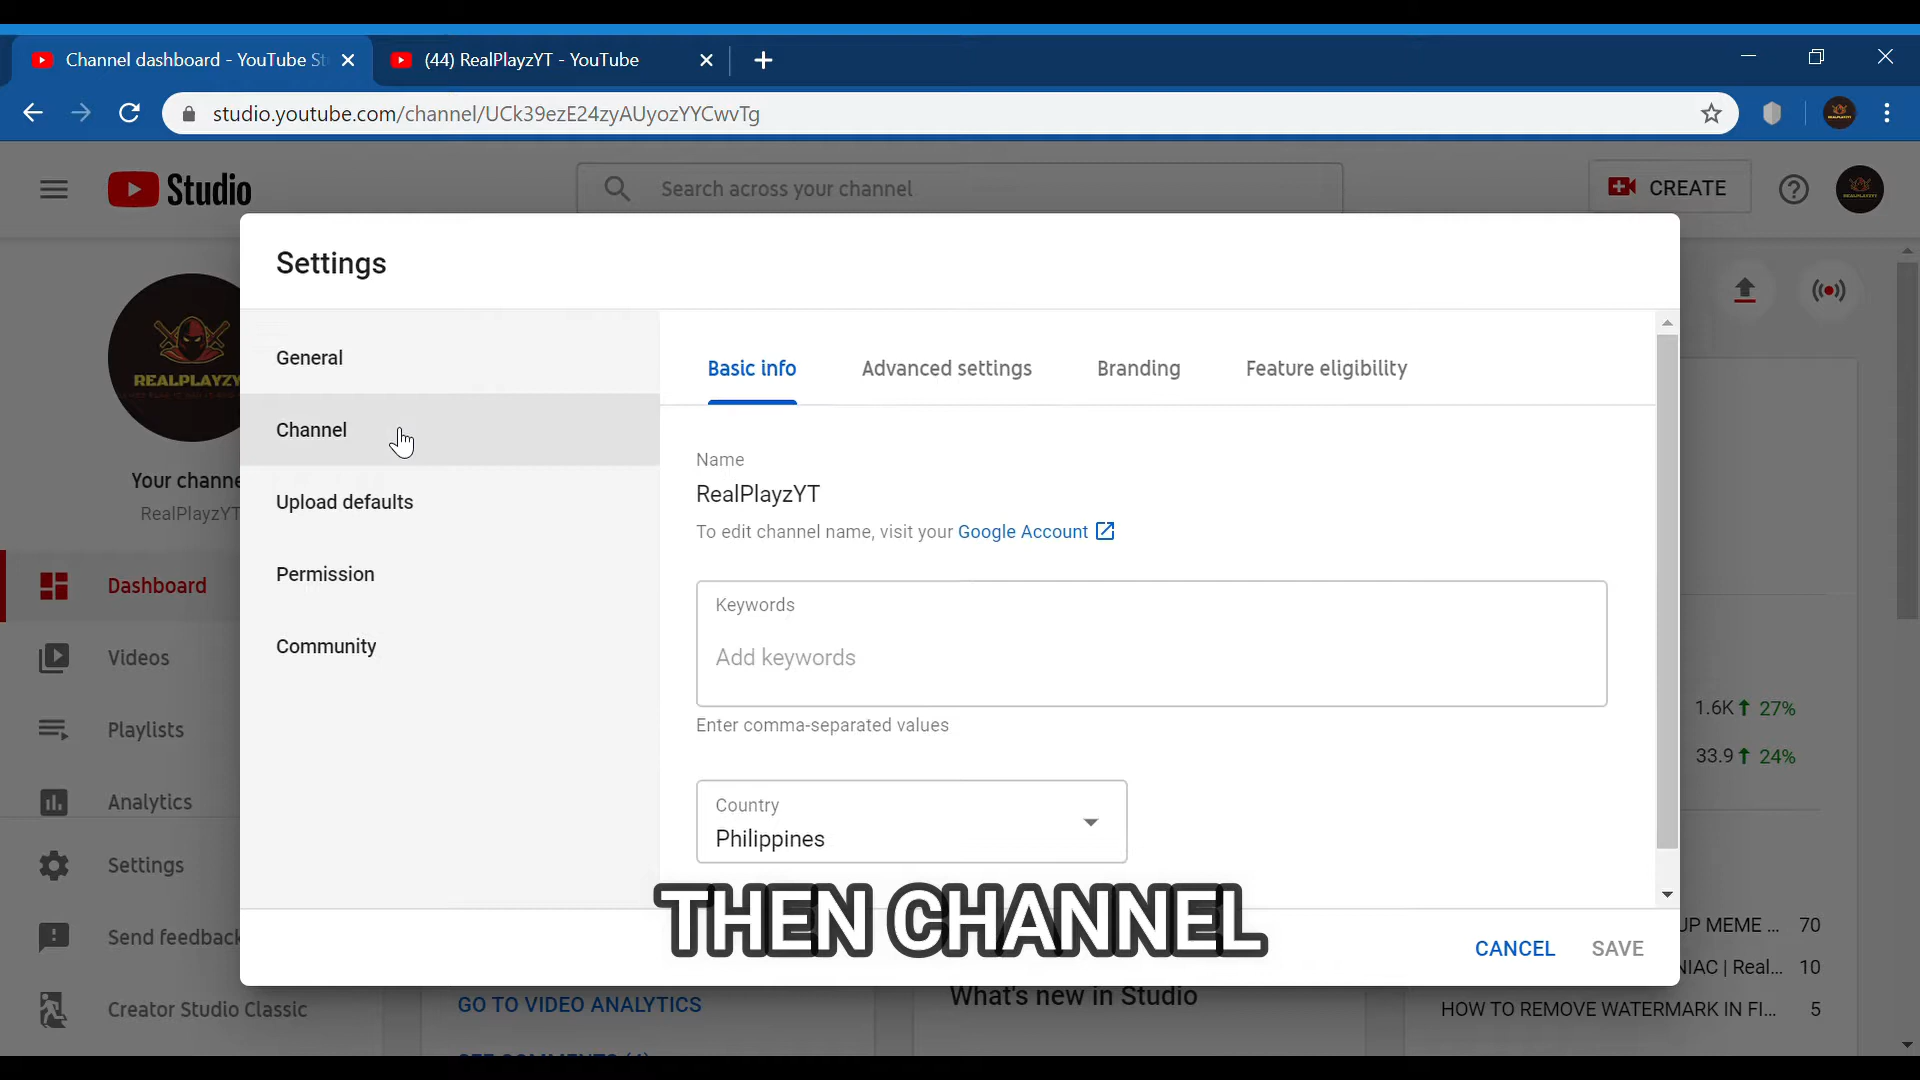 Channel dashboard - YouTube St
(44) RealPlayzYT - YouTube
studio.youtube.com/channel/UCk39ezE24zyAUyozYYCwvTg
Studio
Search across your channel
CREATE
Settings
General
Channel
Upload defaults
Permission
Community
Basic info
Advanced settings
Branding
Feature eligibility
Name
RealPlayzYT
To edit channel name, visit your Google Account
Keywords
Add keywords
Enter comma-separated values
Country
Philippines
THEN CHANNEL
CANCEL
SAVE
REALPLAYZY
Your channe
RealPlayzYT
Dashboard
Videos
Playlists
Analytics
Settings
Send feedback
Creator Studio Classic
1.6K 27%
33.9 24%
UP MEME ... 70
NIAC | Real... 10
HOW TO REMOVE WATERMARK IN FI... 5
GO TO VIDEO ANALYTICS
What's new in Studio